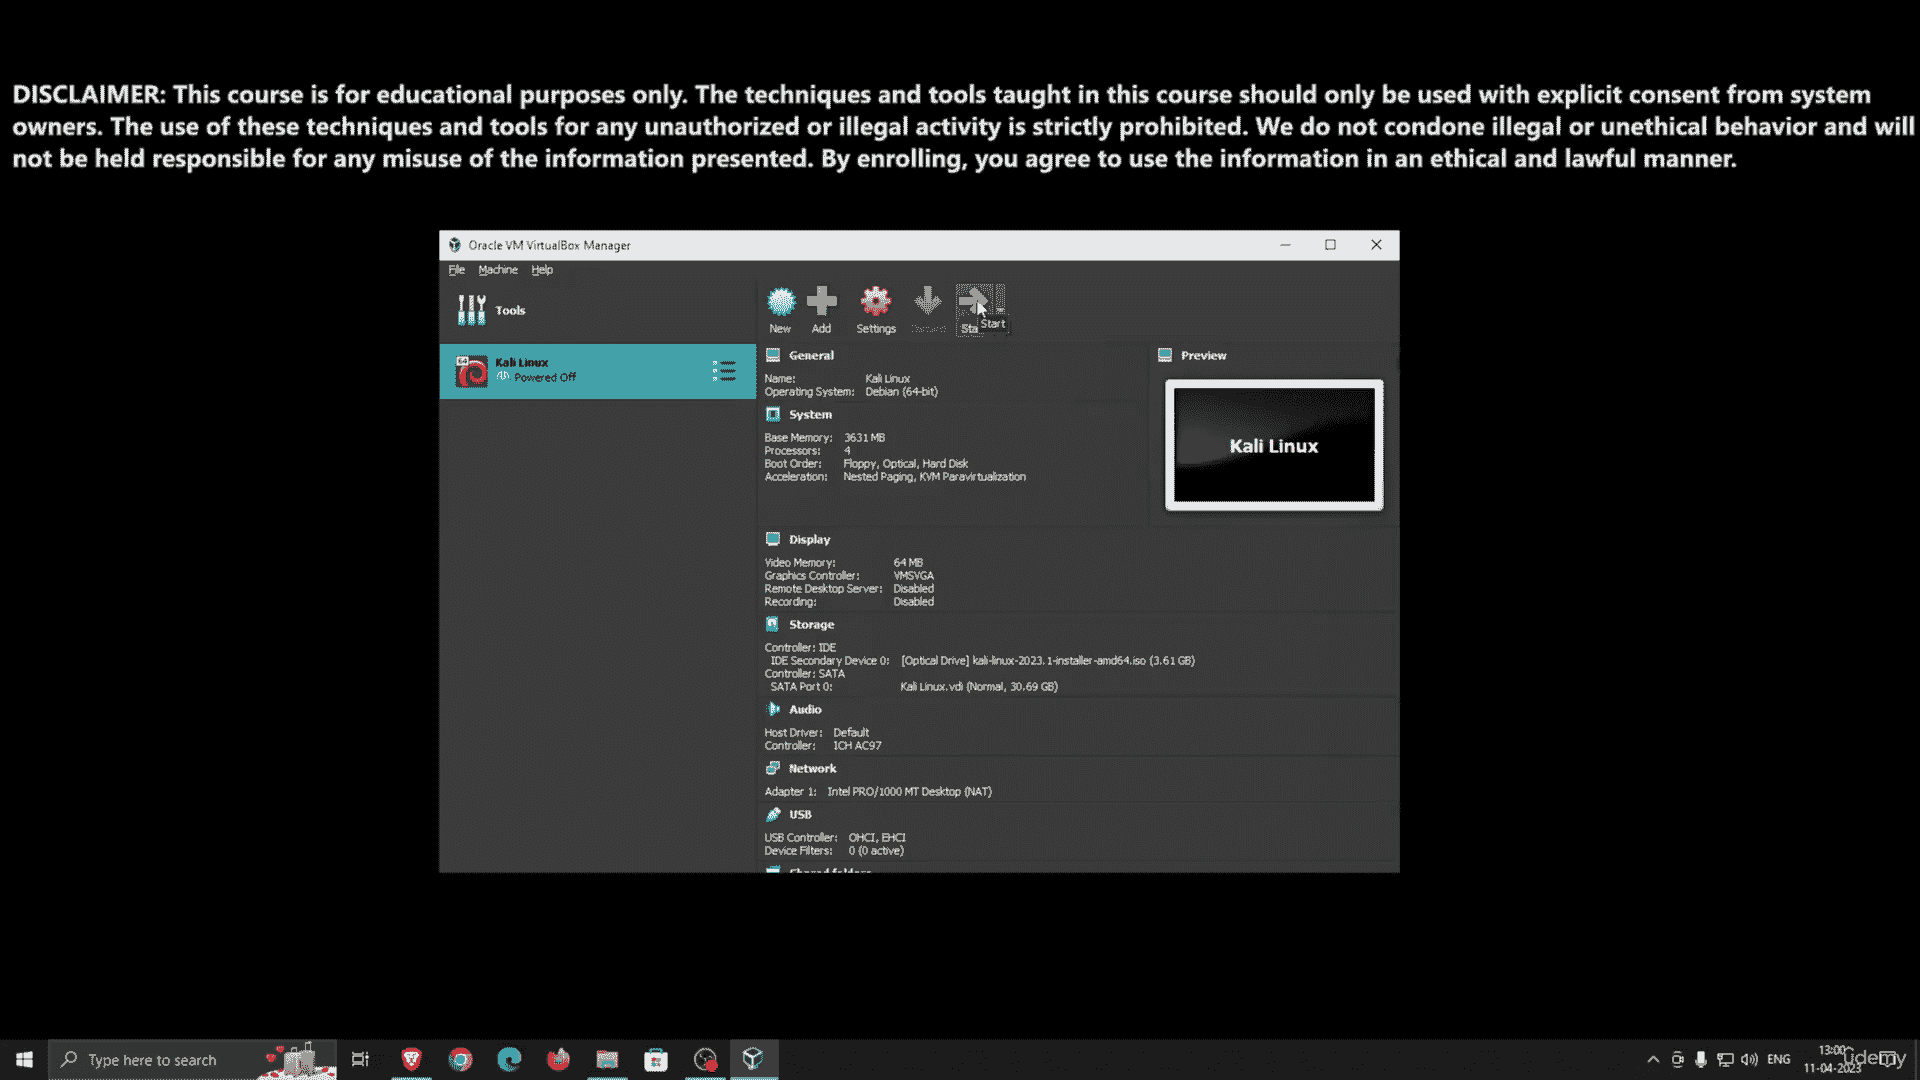 DISCLAIMER: This course is for educational purposes only. The techniques and tools taught in this course should only be used with explicit consent from system
owners. The use of these techniques and tools for any unauthorized or illegal activity is strictly prohibited. We do not condone illegal or unethical behavior and will
not be held responsible for any misuse of the information presented. By enrolling, you agree to use the information in an ethical and lawful manner.
Oracle VM VirtualBox Manager
File Machine Help
Tools
New Add Settings Start
Kali Linux
Powered Off
64
General
Name: Kali Linux
Operating System: Debian (64-bit)
System
Base Memory: 3631 MB
Processors: 4
Boot Order: Floppy, Optical, Hard Disk
Acceleration: Nested Paging, KVM Paravirtualization
Preview
Kali Linux
Display
Video Memory: 64 MB
Graphics Controller: VMSVGA
Remote Desktop Server: Disabled
Recording: Disabled
Storage
Controller: IDE
IDE Secondary Device 0: [Optical Drive] kali-linux-2023.1-installer-amd64.iso (3.61 GB)
Controller: SATA
SATA Port 0: Kali Linux.vdi (Normal, 30.69 GB)
Audio
Host Driver: Default
Controller: ICH AC97
Network
Adapter 1: Intel PRO/1000 MT Desktop (NAT)
USB
USB Controller: OHCI, EHCI
Device Filters: 0 (0 active)
Shared folders
Type here to search
ENG
13:00
11-04-2023
udemy